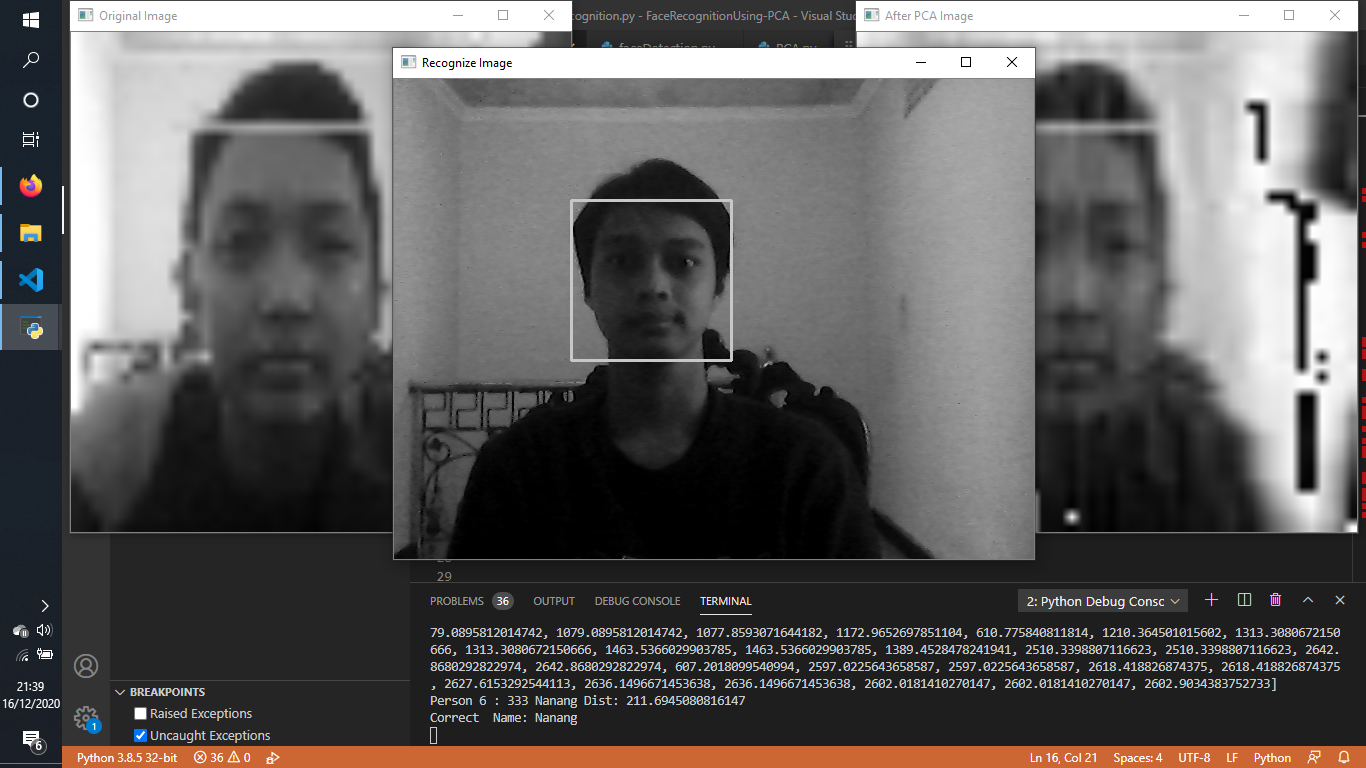 Original Image
ecognition.py - FaceRecognitionUsing-PCA - Visual Stud
After PCA Image
faceDetection.py
PCA.py
Recognize Image
29
PROBLEMS 36 OUTPUT DEBUG CONSOLE TERMINAL
2: Python Debug Consc
79.0895812014742, 1079.0895812014742, 1077.8593071644182, 1172.9652697851104, 610.775840811814, 1210.364501015602, 1313.3080672150
666, 1313.3080672150666, 1463.5366029903785, 1463.5366029903785, 1389.4528478241941, 2510.3398807116623, 2510.3398807116623, 2642.
8680292822974, 2642.8680292822974, 607.2018099540994, 2597.0225643658587, 2597.0225643658587, 2618.418826874375, 2618.418826874375
, 2627.6153292544113, 2636.1496671453638, 2636.1496671453638, 2602.0181410270147, 2602.0181410270147, 2602.9034383752733]
Person 6 : 333 Nanang Dist: 211.6945080816147
Correct  Name: Nanang
BREAKPOINTS
Raised Exceptions
Uncaught Exceptions
1
21:39
16/12/2020
6
Python 3.8.5 32-bit
36 0
Ln 16, Col 21
Spaces: 4
UTF-8
LF
Python